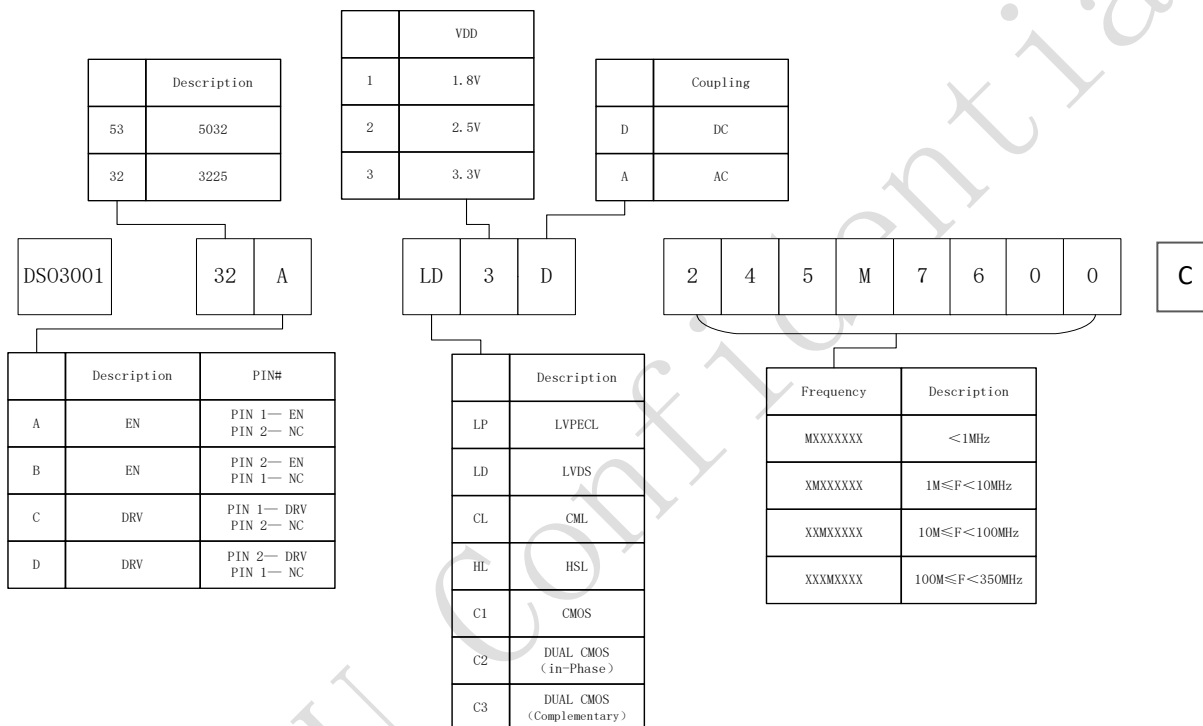 VDD
1 1.8V
2 2.5V
3 3.3V
Description
53 5032
32 3225
Coupling
D DC
A AC
DSO3001 32 A LD 3 D 2 4 5 M 7 6 0 0 C
Description PIN#
A EN PIN 1— EN
PIN 2— NC
B EN PIN 2— EN
PIN 1— NC
C DRV PIN 1— DRV
PIN 2— NC
D DRV PIN 2— DRV
PIN 1— NC
Description
LP LVPECL
LD LVDS
CL CML
HL HSL
C1 CMOS
C2 DUAL CMOS
(in-Phase)
C3 DUAL CMOS
(Complementary)
Frequency Description
MXXXXXXX <1MHz
XMXXXXXX 1M≤F<10MHz
XXMXXXXX 10M≤F<100MHz
XXXMXXXX 100M≤F<350MHz
U Confidentia